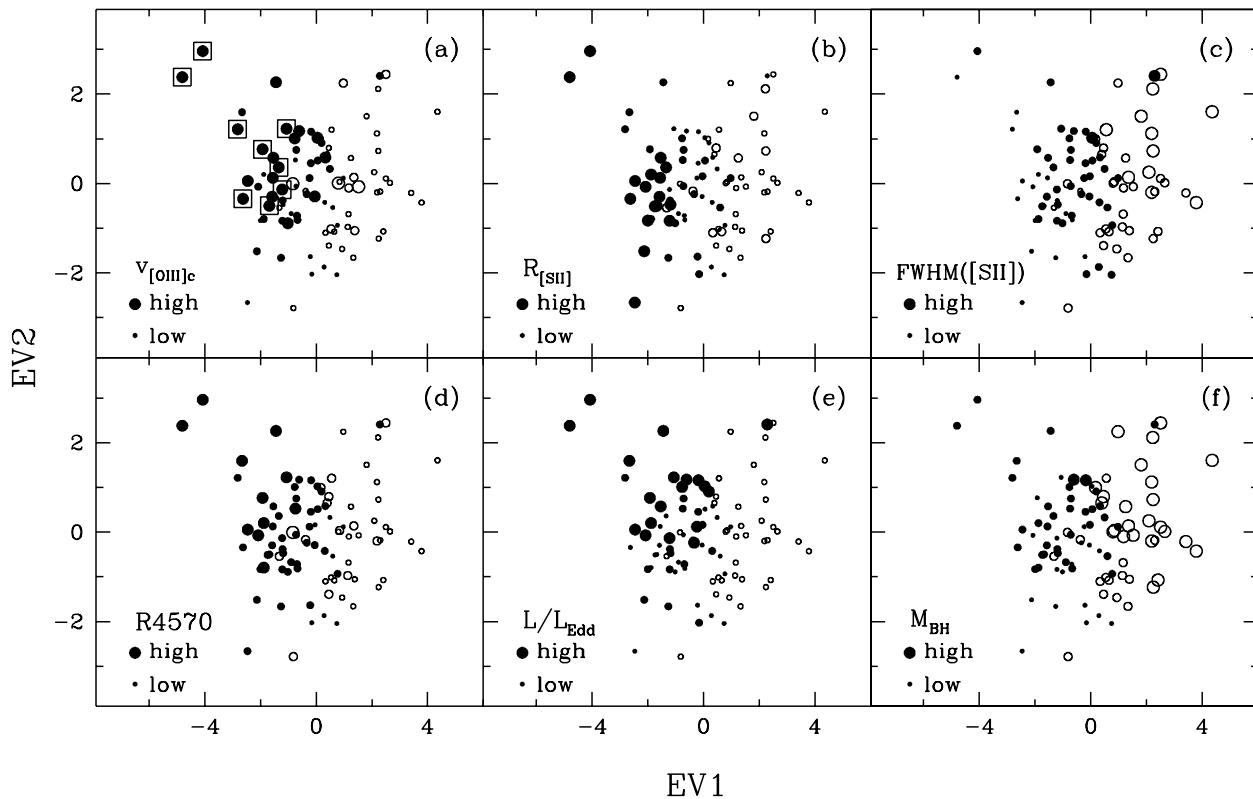 (a)
2
0
−2
v[OIII]c
high
low
(b)
R[SII]
high
low
(c)
FWHM([SII])
high
low
EV2
(d)
2
0
−2
R4570
high
low
−4
0
4
(e)
L/LEdd
high
low
−4
0
4
(f)
MBH
high
low
−4
0
4
EV1